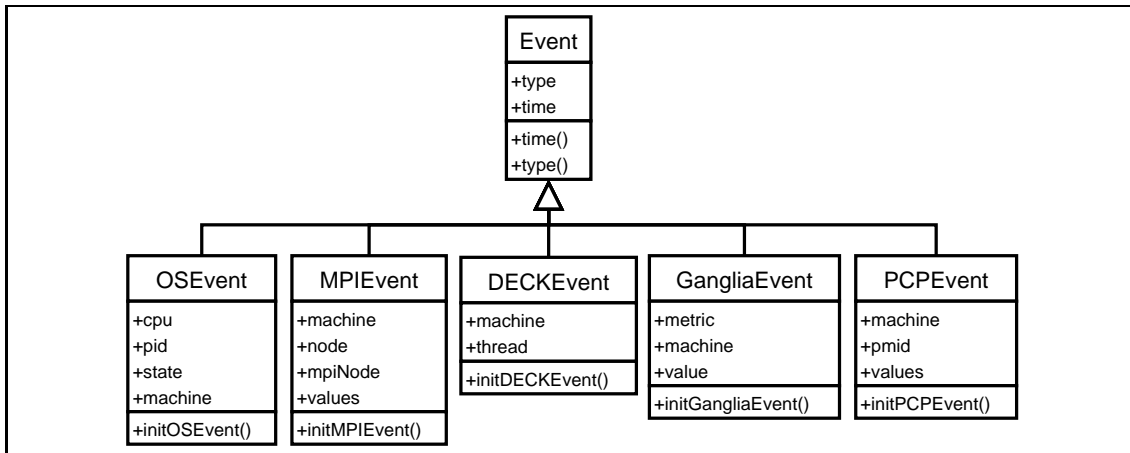 Event
+type
+time
+time()
+type()
OSEvent
+cpu
+pid
+state
+machine
+initOSEvent()
MPIEvent
+machine
+node
+mpiNode
+values
+initMPIEvent()
DECKEvent
+machine
+thread
+initDECKEvent()
GangliaEvent
+metric
+machine
+value
+initGangliaEvent()
PCPEvent
+machine
+pmid
+values
+initPCPEvent()